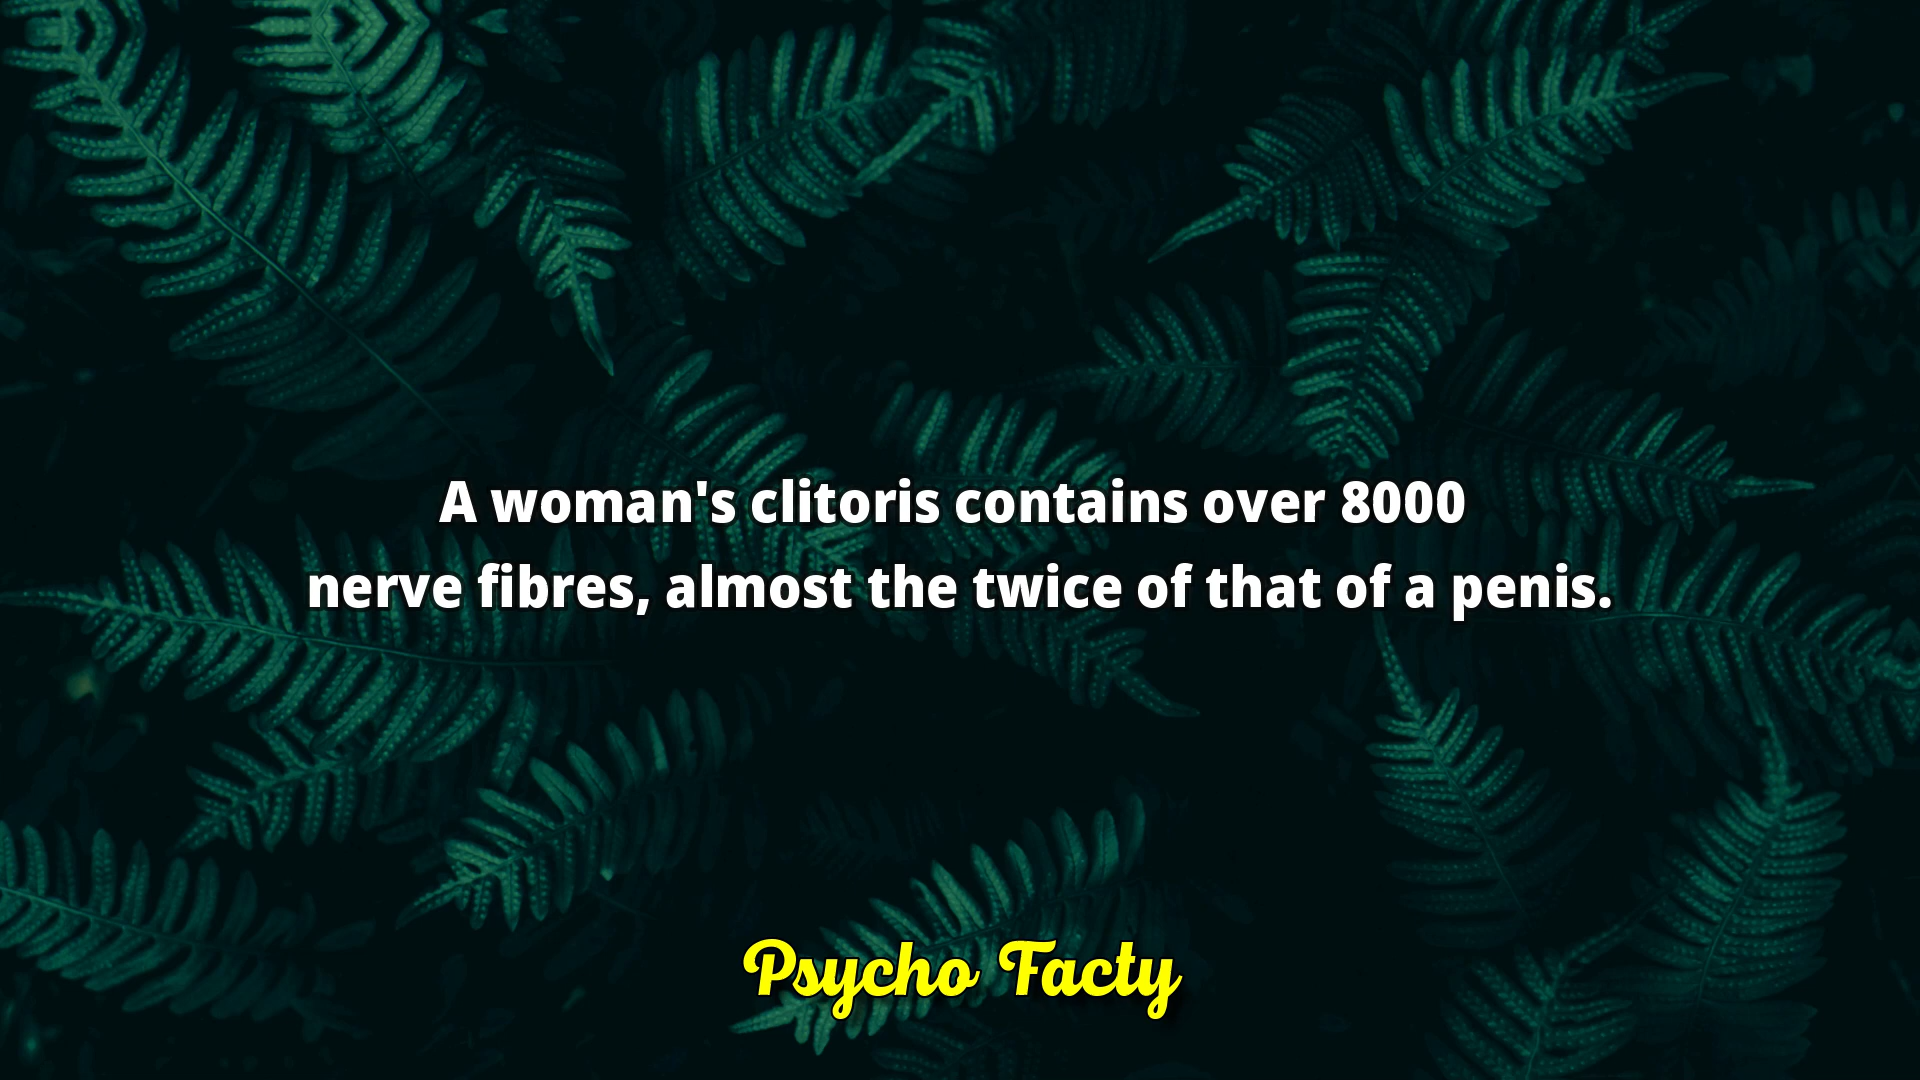 A woman's clitoris contains over 8000
nerve fibres, almost the twice of that of a penis.
Psycho Facty